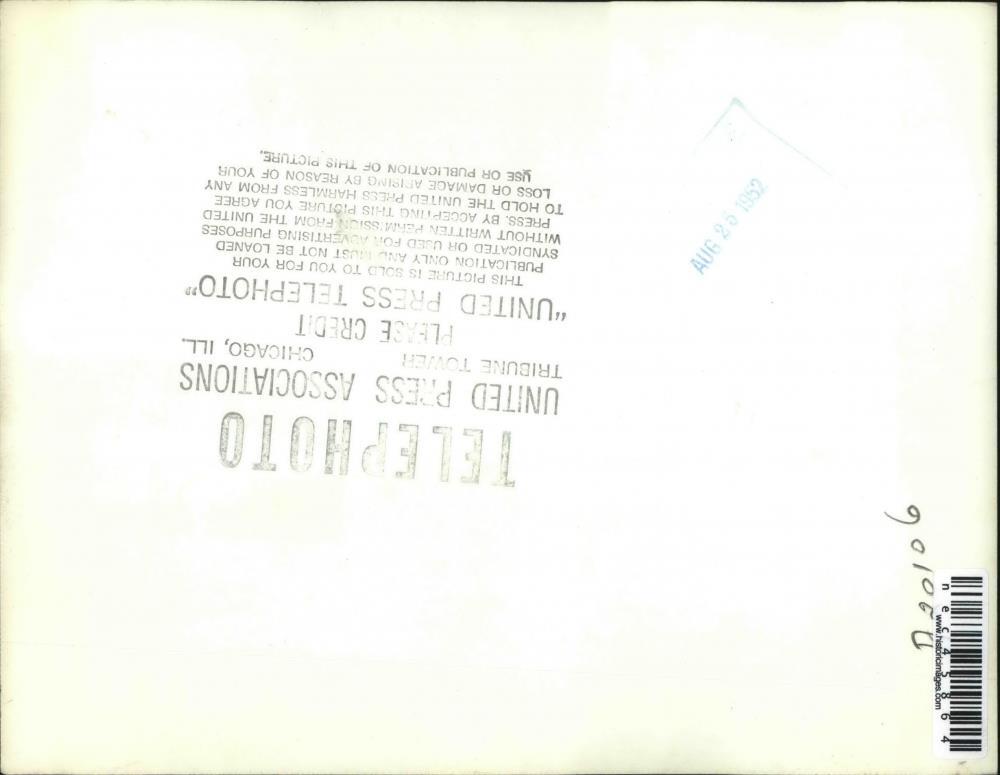 TELEPHOTO
UNITED PRESS ASSOCIATIONS
TRIBUNE TOWER CHICAGO, ILL.
PLEASE CREDIT
"UNITED PRESS TELEPHOTO"
THIS PICTURE IS SOLD TO YOU FOR YOUR
PUBLICATION ONLY AND MUST NOT BE LOANED
SYNDICATED OR USED FOR ADVERTISING PURPOSES
WITHOUT WRITTEN PERMISSION FROM THE UNITED
PRESS. BY ACCEPTING THIS PICTURE YOU AGREE
TO HOLD THE UNITED PRESS HARMLESS FROM ANY
LOSS OR DAMAGE ARISING BY REASON OF YOUR
USE OR PUBLICATION OF THIS PICTURE.
AUG 25 1952
nec45864
www.historicimages.com